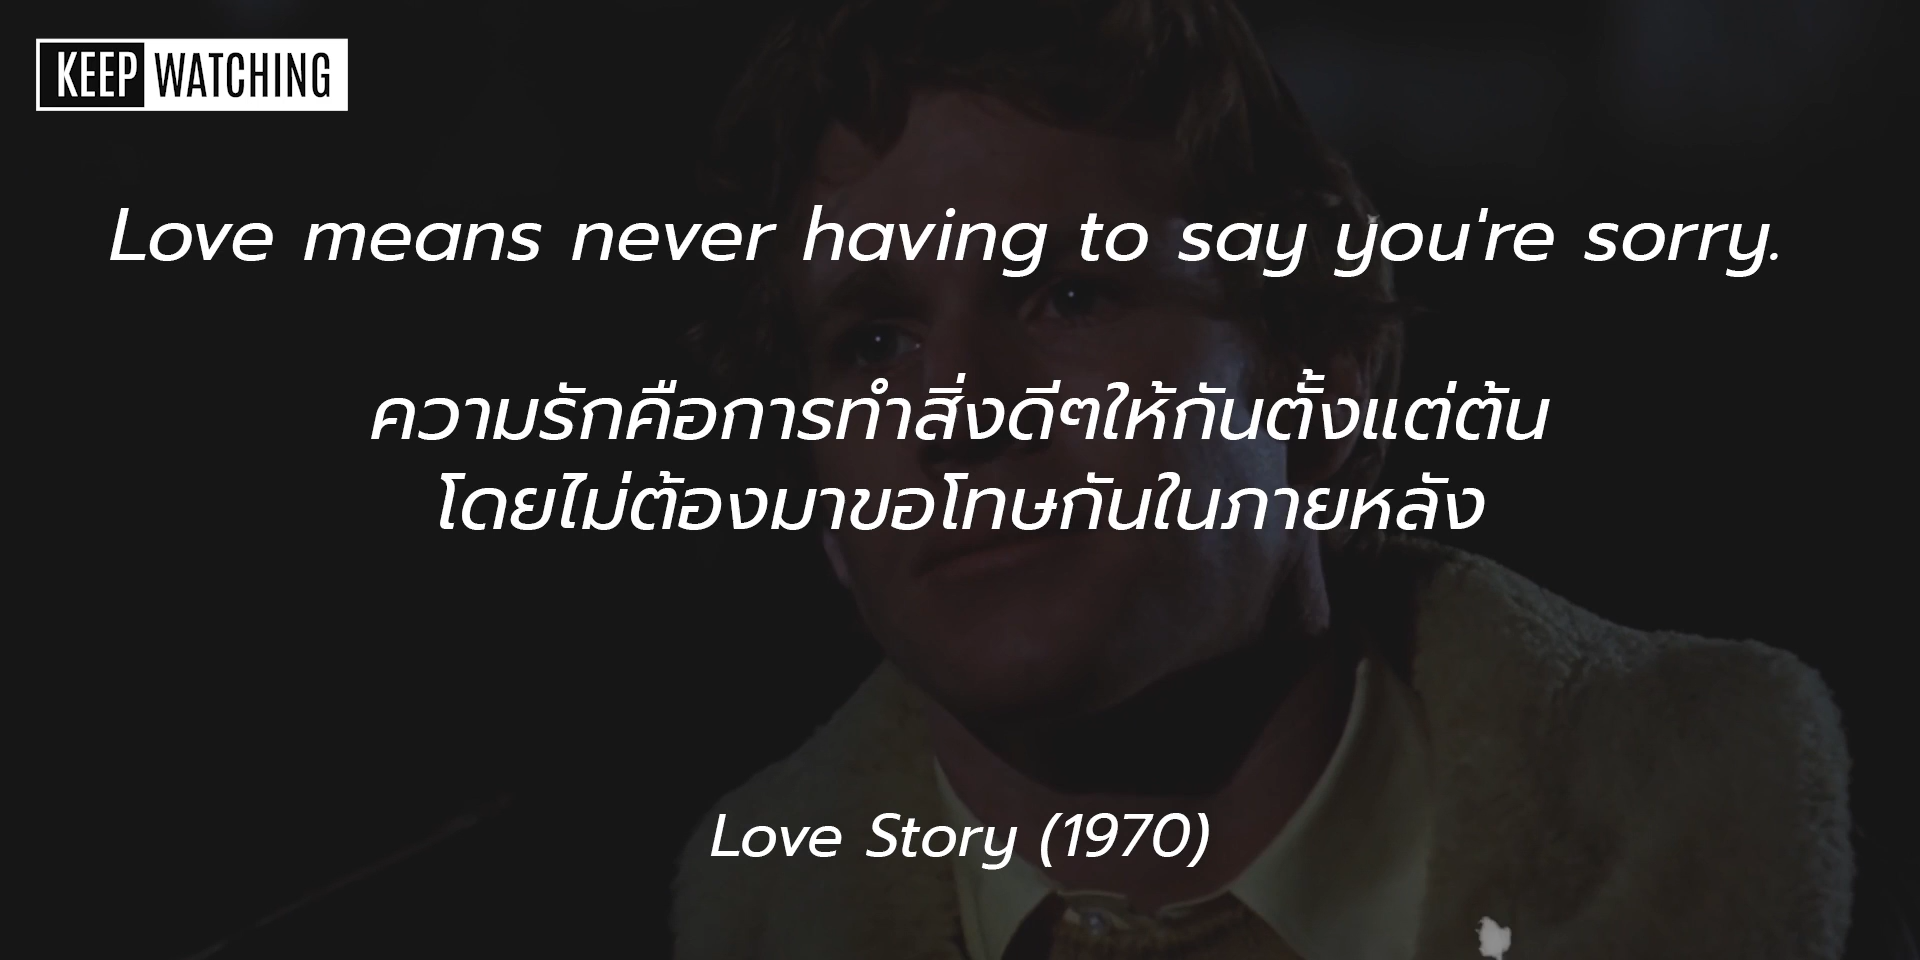 KEEP WATCHING
Love means never having to say you're sorry.
ความรักคือการทำสิ่งดีๆให้กันตั้งแต่ต้น
โดยไม่ต้องมาขอโทษกันในภายหลัง
Love Story (1970)